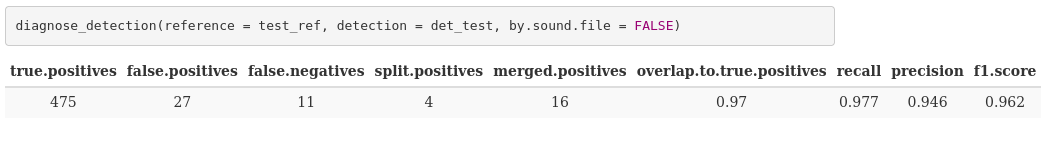 diagnose_detection(reference = test_ref, detection = det_test, by.sound.file = FALSE)
true.positives false.positives false.negatives split.positives merged.positives overlap.to.true.positives recall precision f1.score
475 27 11 4 16 0.97 0.977 0.946 0.962